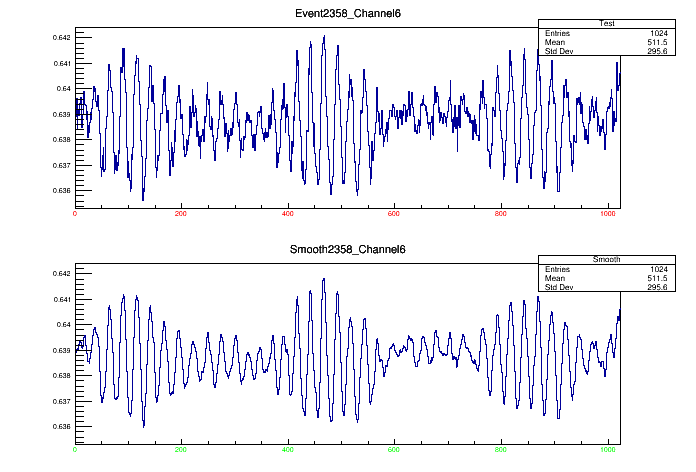 Event2358_Channel6
Test
Entries 1024
Mean 511.5
Std Dev 295.6
0.642
0.641
0.64
0.639
0.638
0.637
0.636
0 200 400 600 800 1000
Smooth2358_Channel6
Smooth
Entries 1024
Mean 511.5
Std Dev 295.6
0.642
0.641
0.64
0.639
0.638
0.637
0.636
0 200 400 600 800 1000